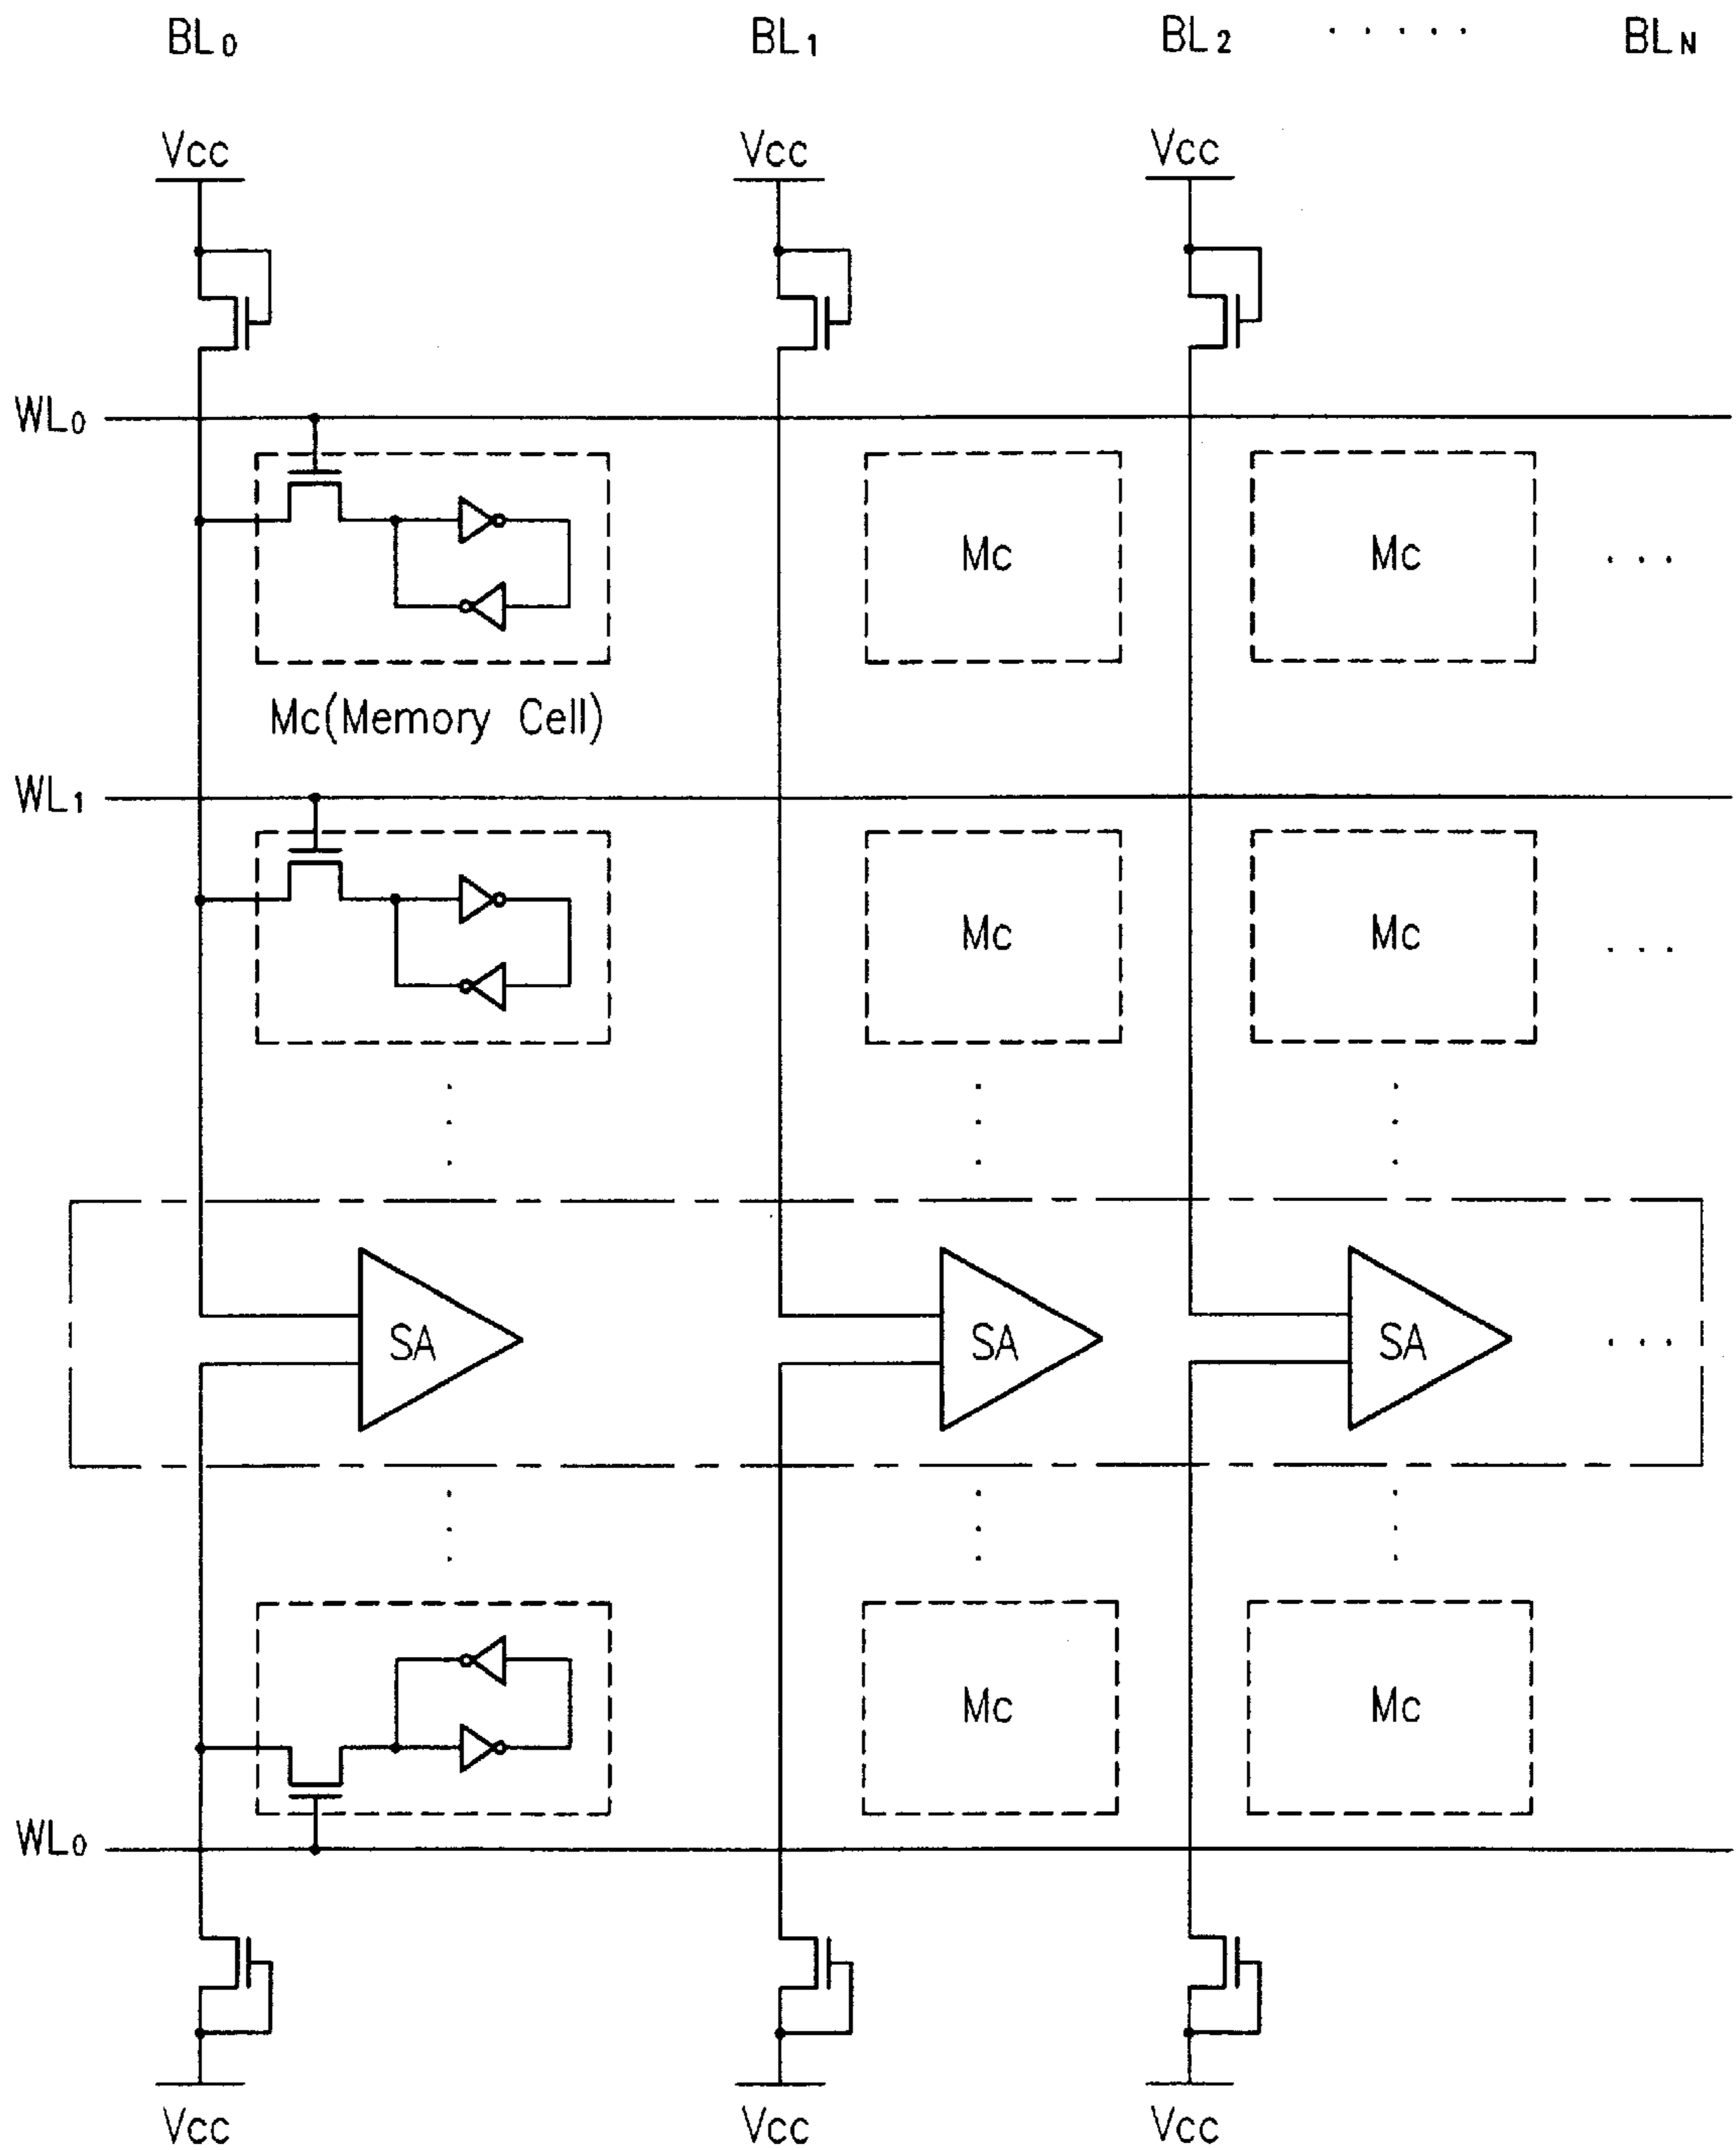 BL0 BL1 BL2 ..... BLN
Vcc Vcc Vcc
WL0
Mc Mc ...
Mc(Memory Cell)
WL1
Mc Mc ...
SA SA SA ...
Mc Mc
WL0
Vcc Vcc Vcc